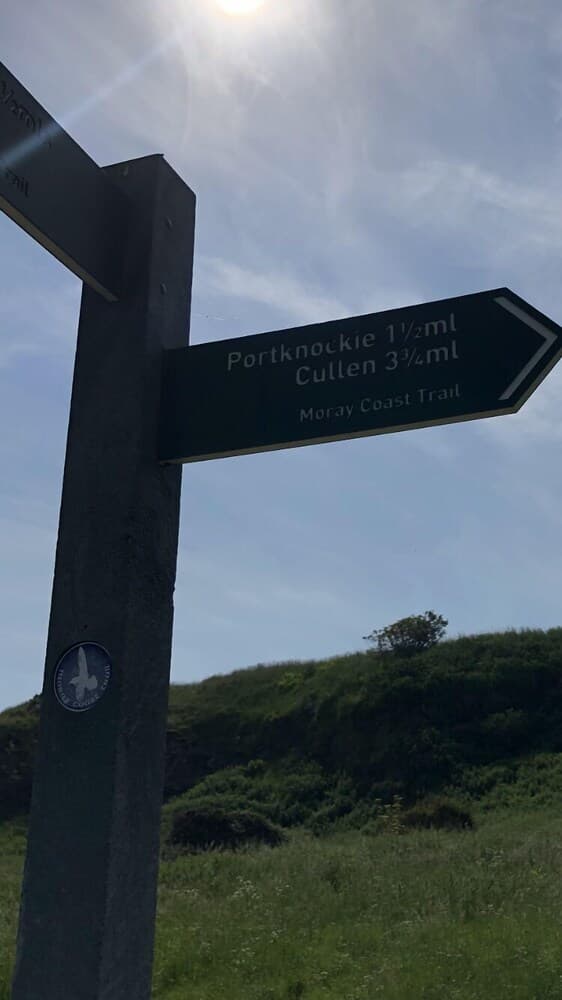 Portknockie 1½ml
Cullen 3¾ml
Moray Coast Trail